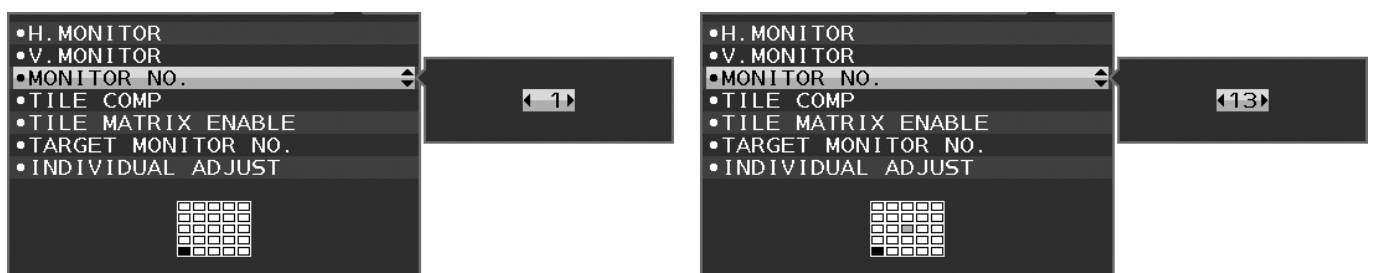 •H.MONITOR
•V.MONITOR
•MONITOR NO.
•TILE COMP
•TILE MATRIX ENABLE
•TARGET MONITOR NO.
•INDIVIDUAL ADJUST
1
•H.MONITOR
•V.MONITOR
•MONITOR NO.
•TILE COMP
•TILE MATRIX ENABLE
•TARGET MONITOR NO.
•INDIVIDUAL ADJUST
13